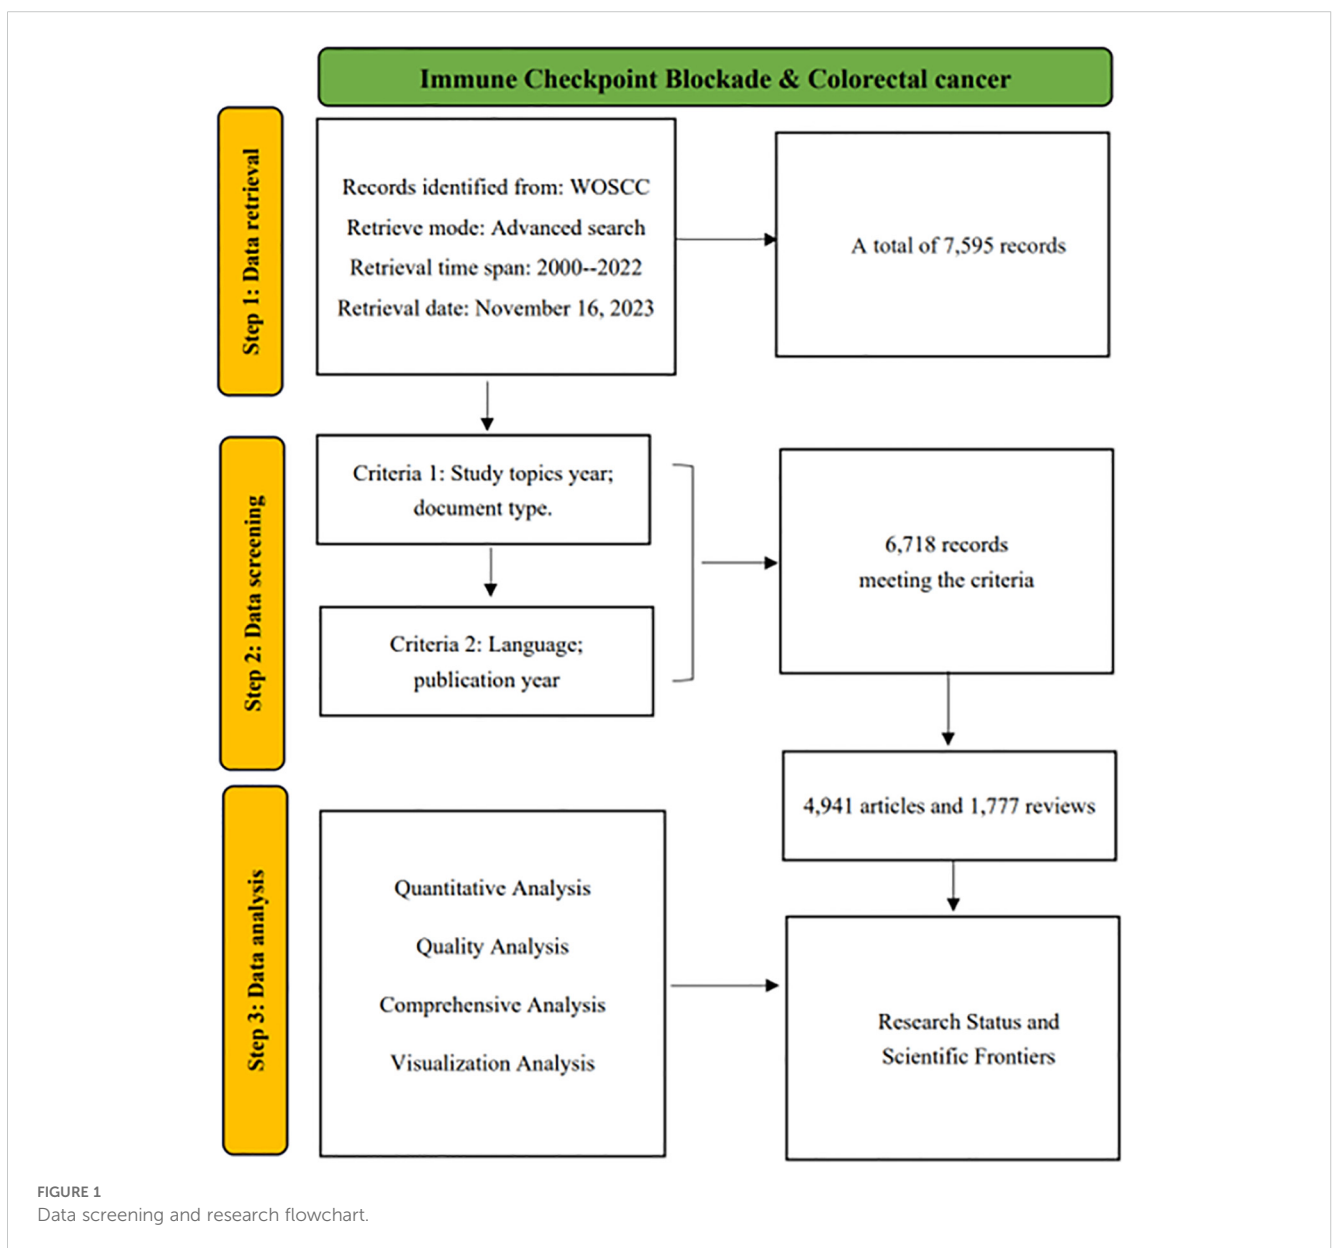 Immune Checkpoint Blockade & Colorectal cancer
Step 1: Data retrieval
Records identified from: WOSCC
Retrieve mode: Advanced search
Retrieval time span: 2000--2022
Retrieval date: November 16, 2023
A total of 7,595 records
Step 2: Data screening
Criteria 1: Study topics year;
document type.
Criteria 2: Language;
publication year
6,718 records
meeting the criteria
4,941 articles and 1,777 reviews
Step 3: Data analysis
Quantitative Analysis
Quality Analysis
Comprehensive Analysis
Visualization Analysis
Research Status and
Scientific Frontiers
FIGURE 1
Data screening and research flowchart.